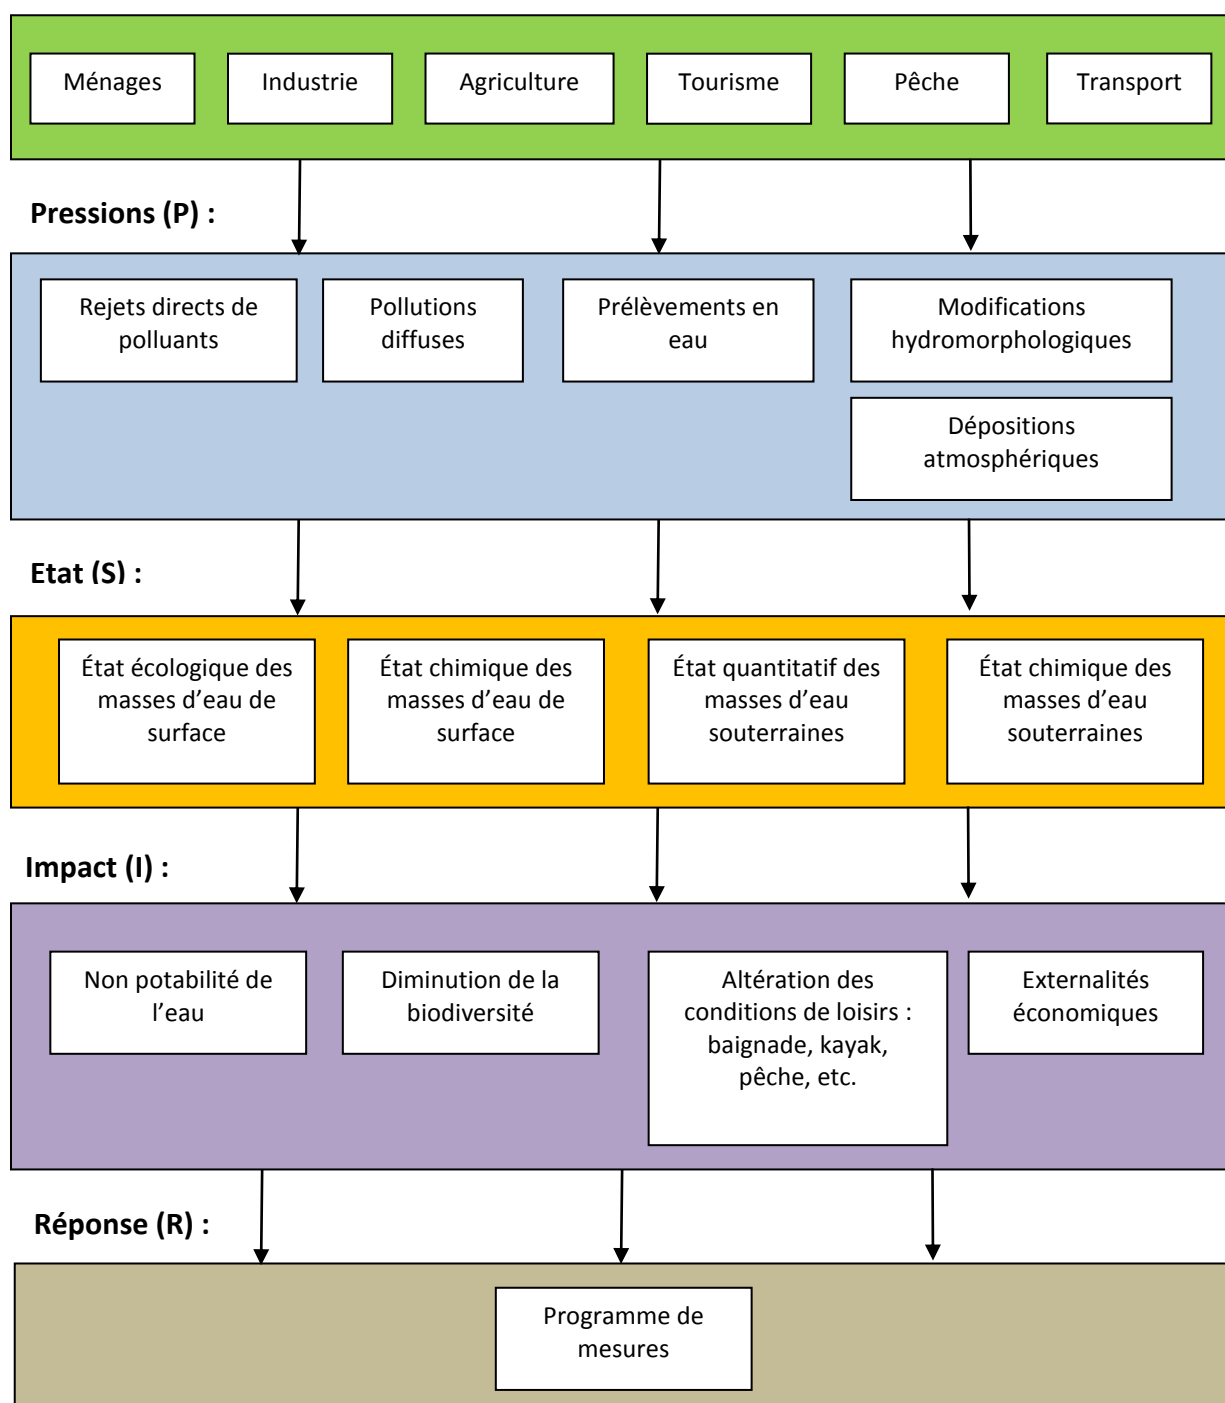 Ménages
Industrie
Agriculture
Tourisme
Pêche
Transport
Pressions (P) :
Rejets directs de
polluants
Pollutions
diffuses
Prélèvements en
eau
Modifications
hydromorphologiques
Dépositions
atmosphériques
Etat (S) :
État écologique des
masses d’eau de
surface
État chimique des
masses d’eau de
surface
État quantitatif des
masses d’eau
souterraines
État chimique des
masses d’eau
souterraines
Impact (I) :
Non potabilité de
l’eau
Diminution de la
biodiversité
Altération des
conditions de loisirs :
baignade, kayak,
pêche, etc.
Externalités
économiques
Réponse (R) :
Programme de
mesures